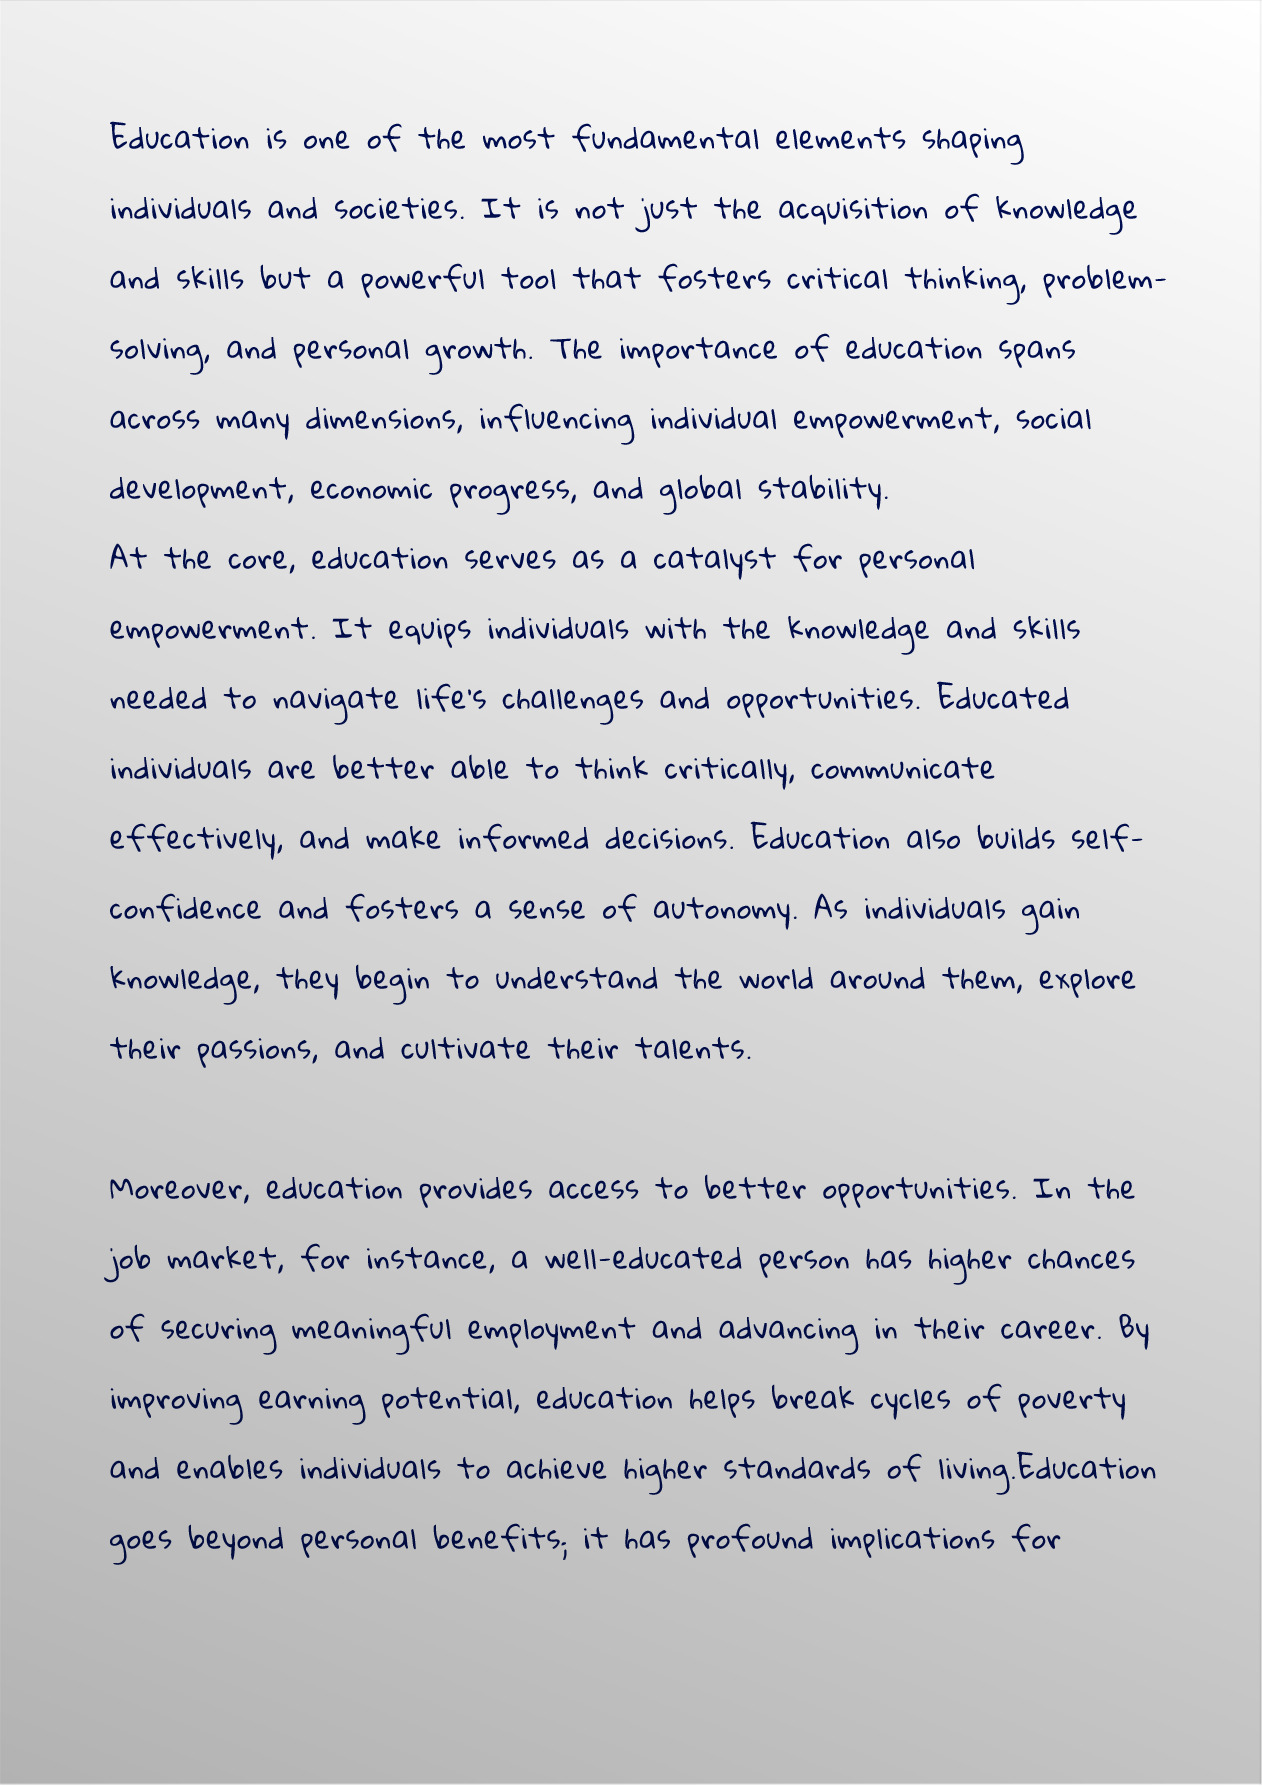 Education is one of the most fundamental elements shaping
individuals and societies. It is not just the acquisition of knowledge
and skills but a powerful tool that fosters critical thinking, problem-
solving, and personal growth. The importance of education spans
across many dimensions, influencing individual empowerment, social
development, economic progress, and global stability.
At the core, education serves as a catalyst for personal
empowerment. It equips individuals with the knowledge and skills
needed to navigate life's challenges and opportunities. Educated
individuals are better able to think critically, communicate
effectively, and make informed decisions. Education also builds self-
confidence and fosters a sense of autonomy. As individuals gain
knowledge, they begin to understand the world around them, explore
their passions, and cultivate their talents.
Moreover, education provides access to better opportunities. In the
job market, for instance, a well-educated person has higher chances
of securing meaningful employment and advancing in their career. By
improving earning potential, education helps break cycles of poverty
and enables individuals to achieve higher standards of living.Education
goes beyond personal benefits; it has profound implications for